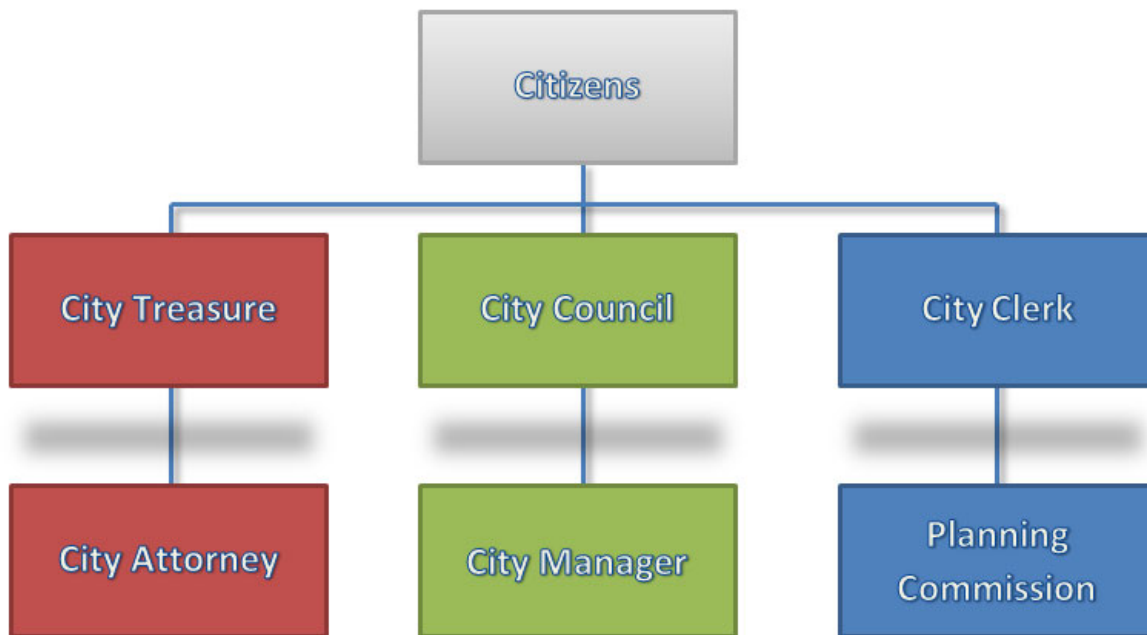 Citizens
City Treasure
City Council
City Clerk
City Attorney
City Manager
Planning
Commission